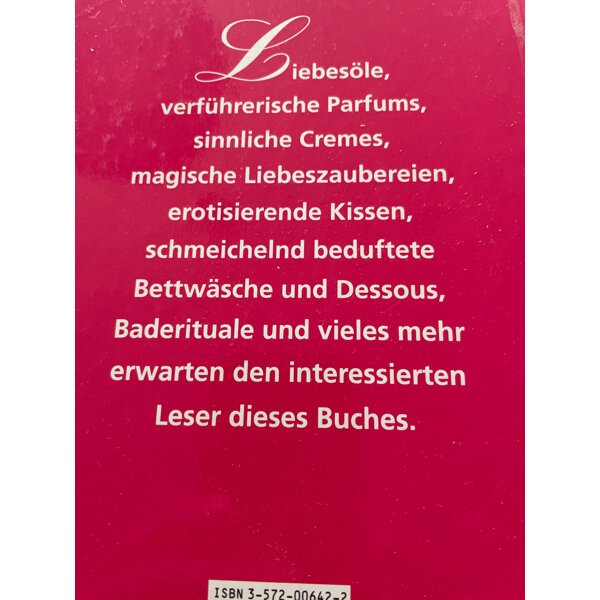 Liebesöle,
verführerische Parfums,
sinnliche Cremes,
magische Liebeszaubereien,
erotisierende Kissen,
schmeichelnd beduftete
Bettwäsche und Dessous,
Baderituale und vieles mehr
erwarten den interessierten
Leser dieses Buches.
ISBN 3-572-00642-2